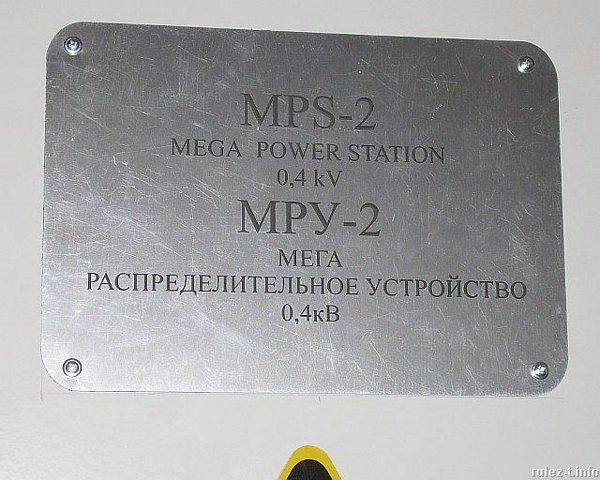 MPS-2
MEGA POWER STATION
0,4 kV
МРУ-2
МЕГА
РАСПРЕДЕЛИТЕЛЬНОЕ УСТРОЙСТВО
0,4кВ
rulez-t.info